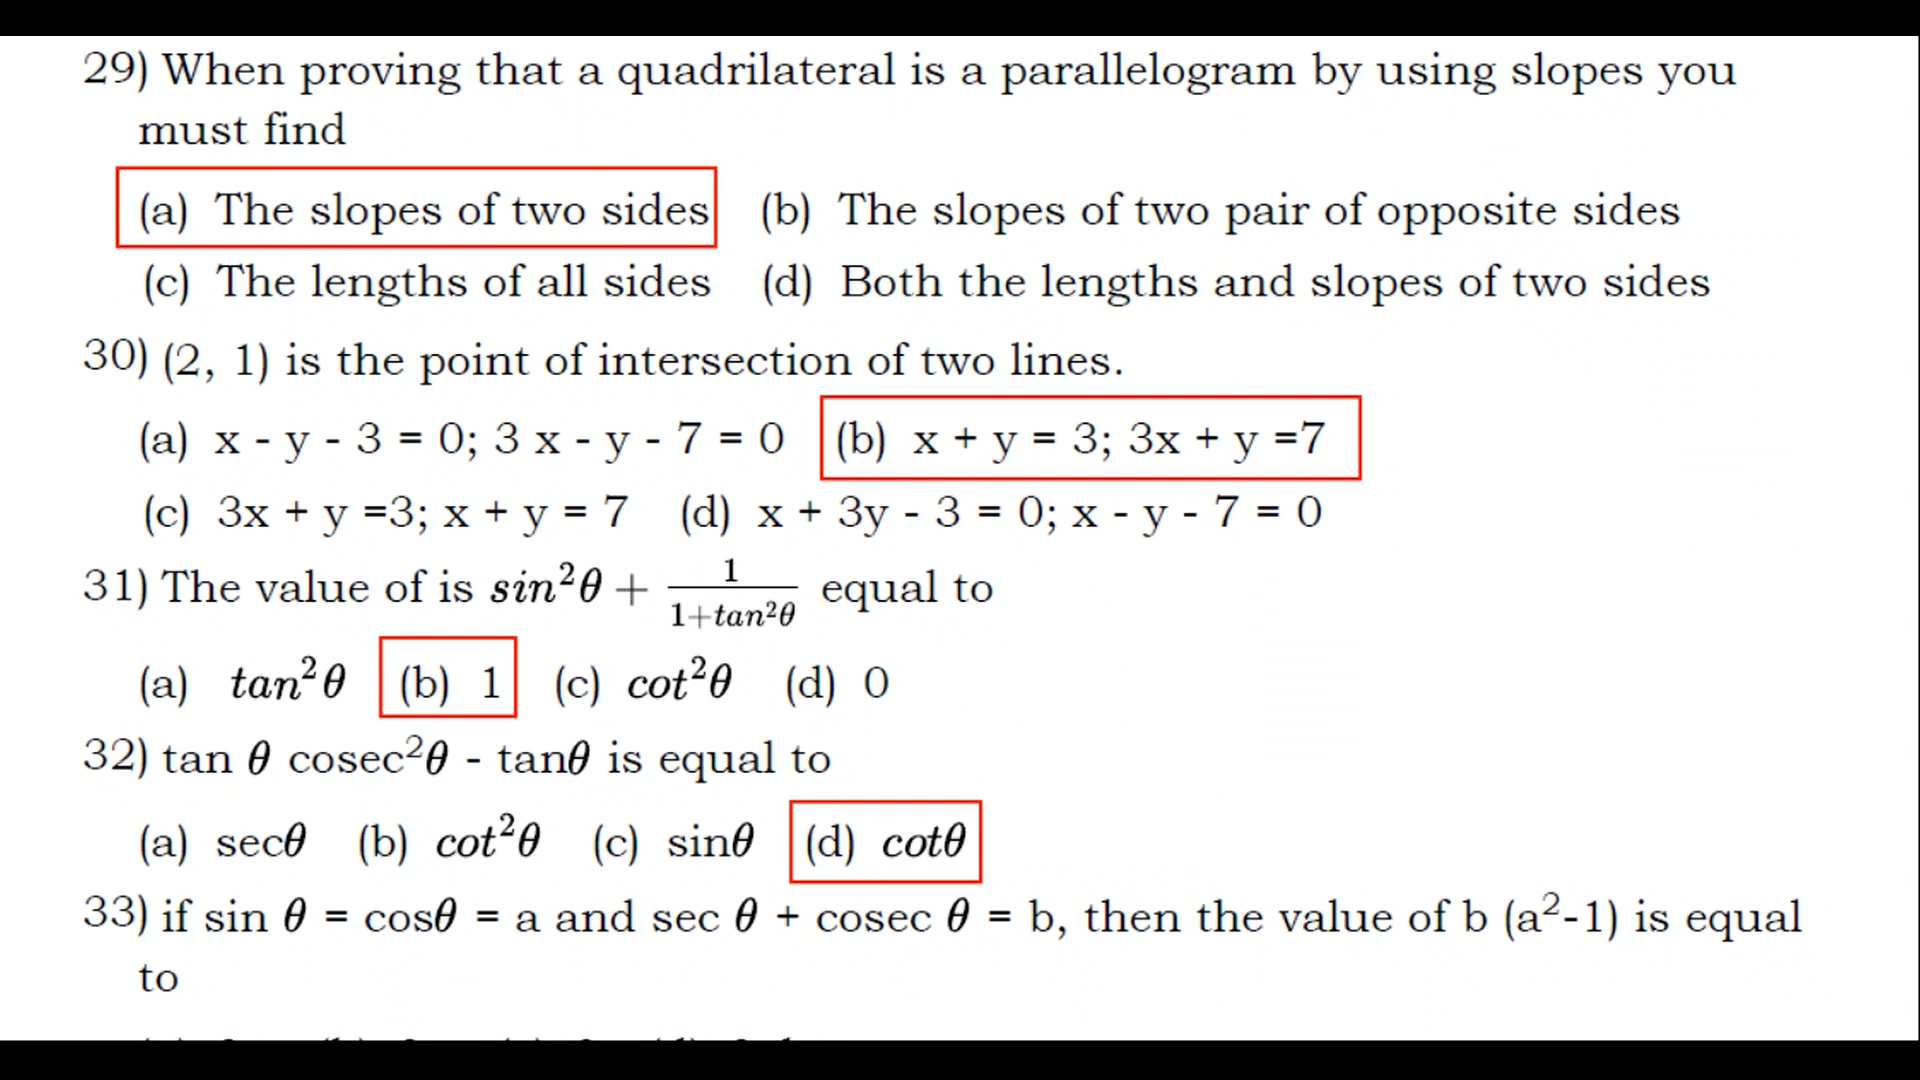 29) When proving that a quadrilateral is a parallelogram by using slopes you
must find
(a) The slopes of two sides (b) The slopes of two pair of opposite sides
(c) The lengths of all sides (d) Both the lengths and slopes of two sides
30) (2, 1) is the point of intersection of two lines.
(a) x - y - 3 = 0; 3 x - y - 7 = 0 (b) x + y = 3; 3x + y =7
(c) 3x + y =3; x + y = 7 (d) x + 3y - 3 = 0; x - y - 7 = 0
31) The value of is sin²θ + 1/(1+tan²θ) equal to
(a) tan²θ (b) 1 (c) cot²θ (d) 0
32) tan θ cosec²θ - tanθ is equal to
(a) secθ (b) cot²θ (c) sinθ (d) cotθ
33) if sin θ = cosθ = a and sec θ + cosec θ = b, then the value of b (a²-1) is equal
to